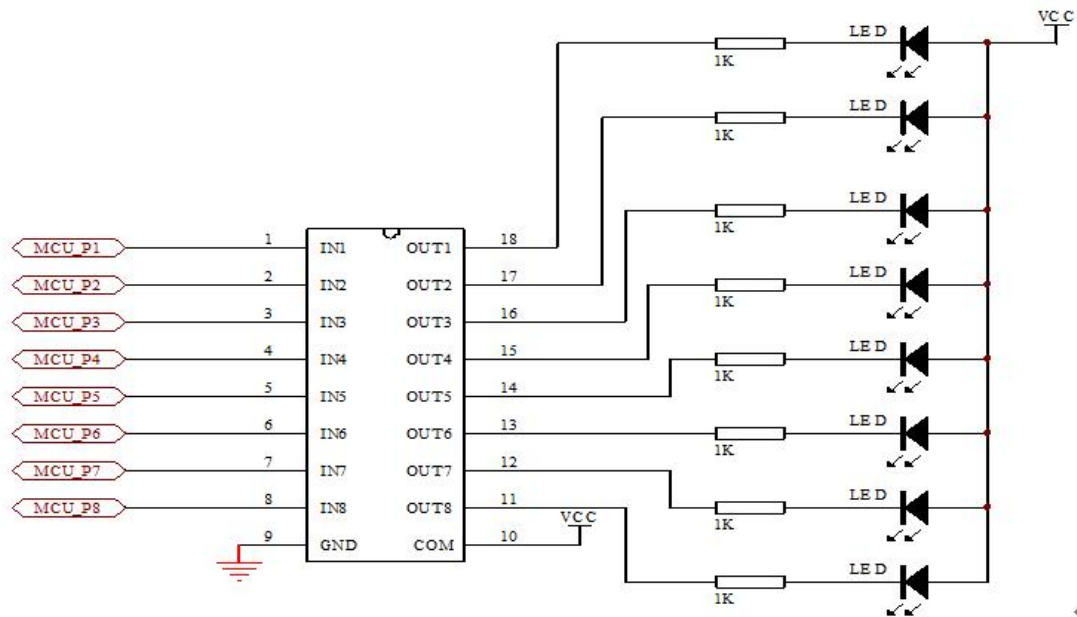 LED VCC
1K
LED
1K
LED
1K
MCU_P1 1 IN1 OUT1 18
LED
MCU_P2 2 IN2 OUT2 17
1K
MCU_P3 3 IN3 OUT3 16
LED
MCU_P4 4 IN4 OUT4 15
1K
MCU_P5 5 IN5 OUT5 14
LED
MCU_P6 6 IN6 OUT6 13
1K
MCU_P7 7 IN7 OUT7 12
LED
MCU_P8 8 IN8 OUT8 11
1K
VCC
9 GND COM 10
LED
1K